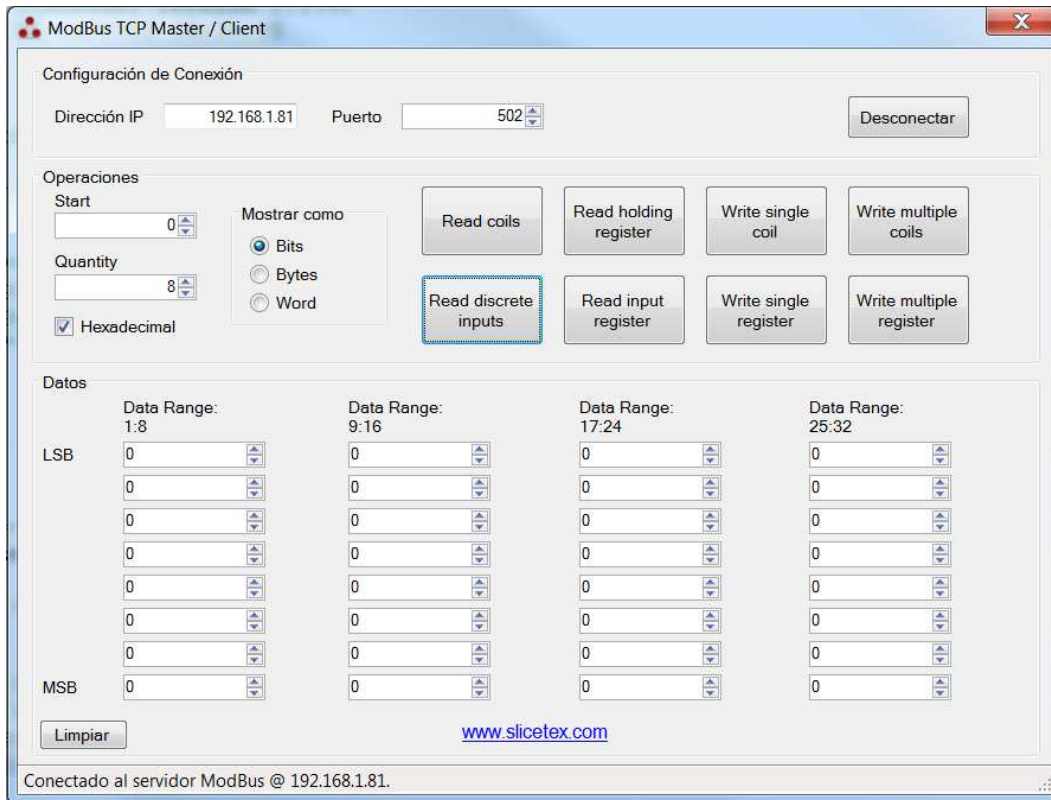 ModBus TCP Master / Client
Configuración de Conexión
Dirección IP 192.168.1.81 Puerto 502 Desconectar
Operaciones
Start
0
Quantity
8
Hexadecimal
Mostrar como
Bits
Bytes
Word
Read coils
Read holding
register
Write single
coil
Write multiple
coils
Read discrete
inputs
Read input
register
Write single
register
Write multiple
register
Datos
Data Range: Data Range: Data Range: Data Range:
1:8 9:16 17:24 25:32
LSB 0 0 0 0
0 0 0 0
0 0 0 0
0 0 0 0
0 0 0 0
0 0 0 0
0 0 0 0
MSB 0 0 0 0
Limpiar www.slicetex.com
Conectado al servidor ModBus @ 192.168.1.81.